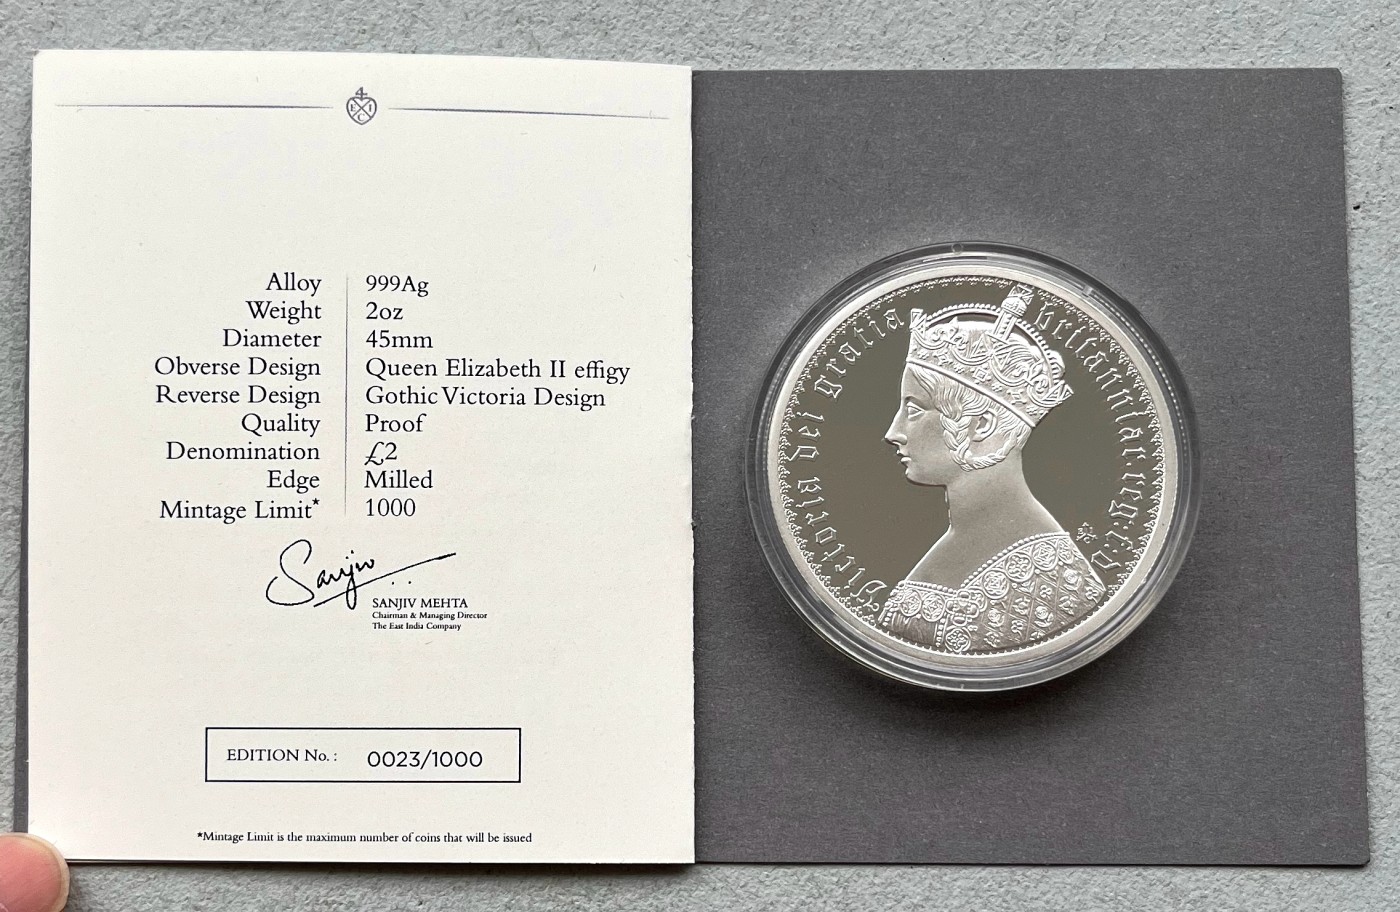 4
E I
C
Alloy 999Ag
Weight 2oz
Diameter 45mm
Obverse Design Queen Elizabeth II effigy
Reverse Design Gothic Victoria Design
Quality Proof
Denomination £2
Edge Milled
Mintage Limit* 1000
Sanjiv
SANJIV MEHTA
Chairman & Managing Director
The East India Company
EDITION No. : 0023/1000
*Mintage Limit is the maximum number of coins that will be issued
Victoria dei gratia britanniar. reg: f: d